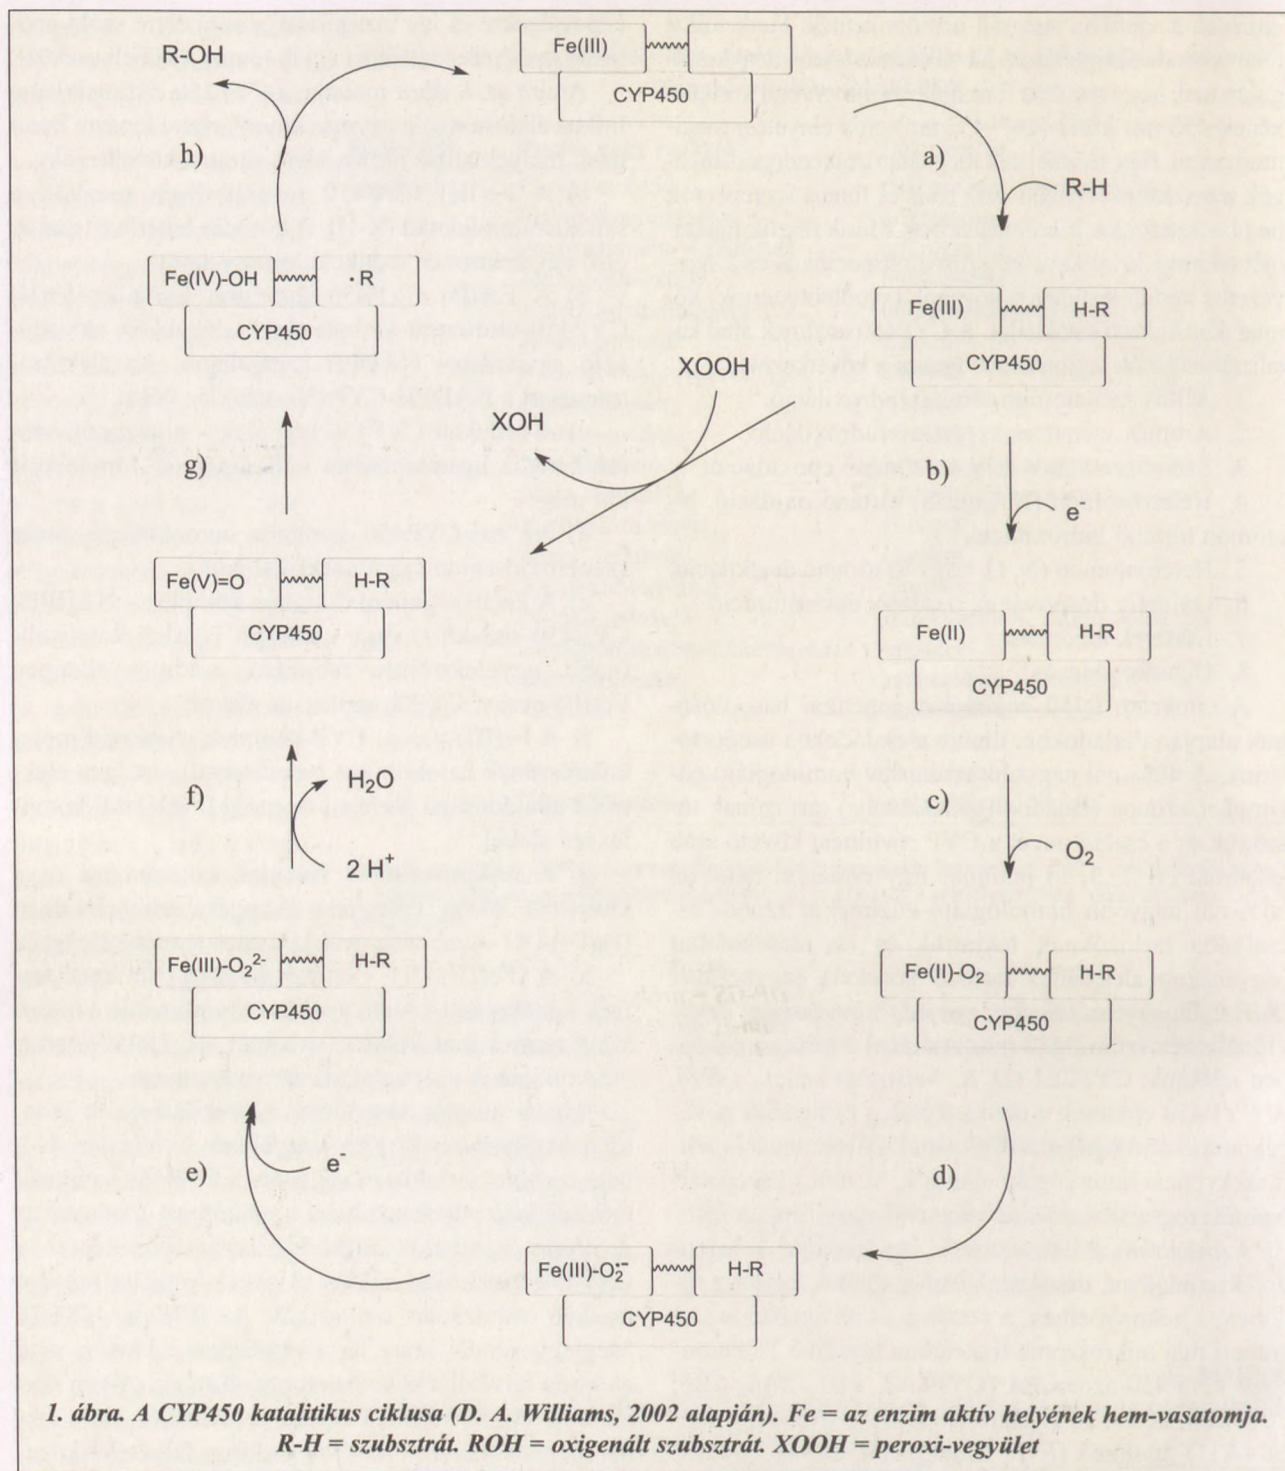 R-OH
Fe(III)
CYP450
h)
a)
R-H
Fe(IV)-OH
· R
CYP450
Fe(III)
H-R
CYP450
XOOH
XOH
g)
b)
e⁻
Fe(V)=O
H-R
CYP450
Fe(II)
H-R
CYP450
f)
H₂O
2 H⁺
c)
O₂
Fe(III)-O₂²⁻
H-R
CYP450
Fe(II)-O₂
H-R
CYP450
e)
e⁻
d)
Fe(III)-O₂·⁻
H-R
CYP450
1. ábra. A CYP450 katalitikus ciklusa (D. A. Williams, 2002 alapján). Fe = az enzim aktív helyének hem-vasatomja.
R-H = szubsztrát. ROH = oxigenált szubsztrát. XOOH = peroxi-vegyület